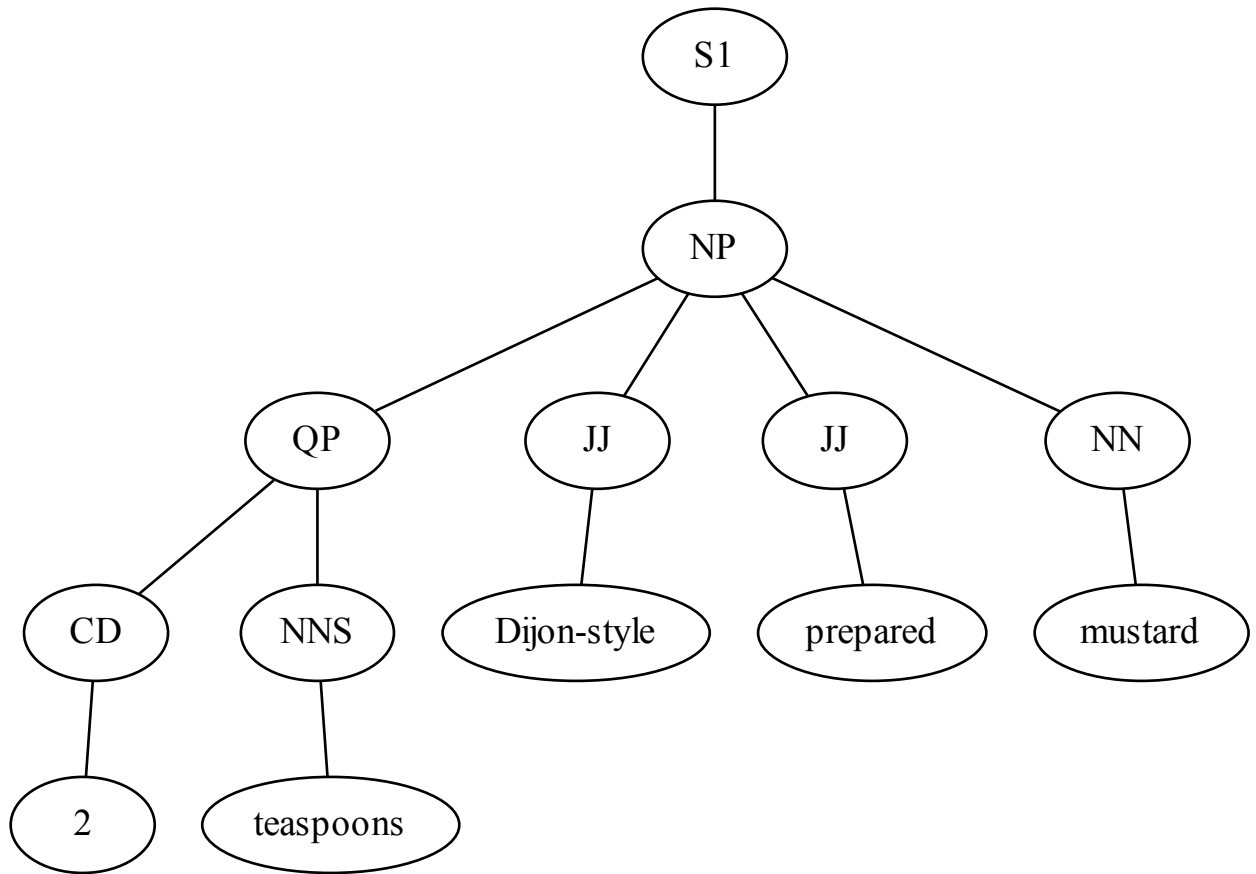 S1
NP
QP JJ JJ NN
CD NNS Dijon-style prepared mustard
2 teaspoons